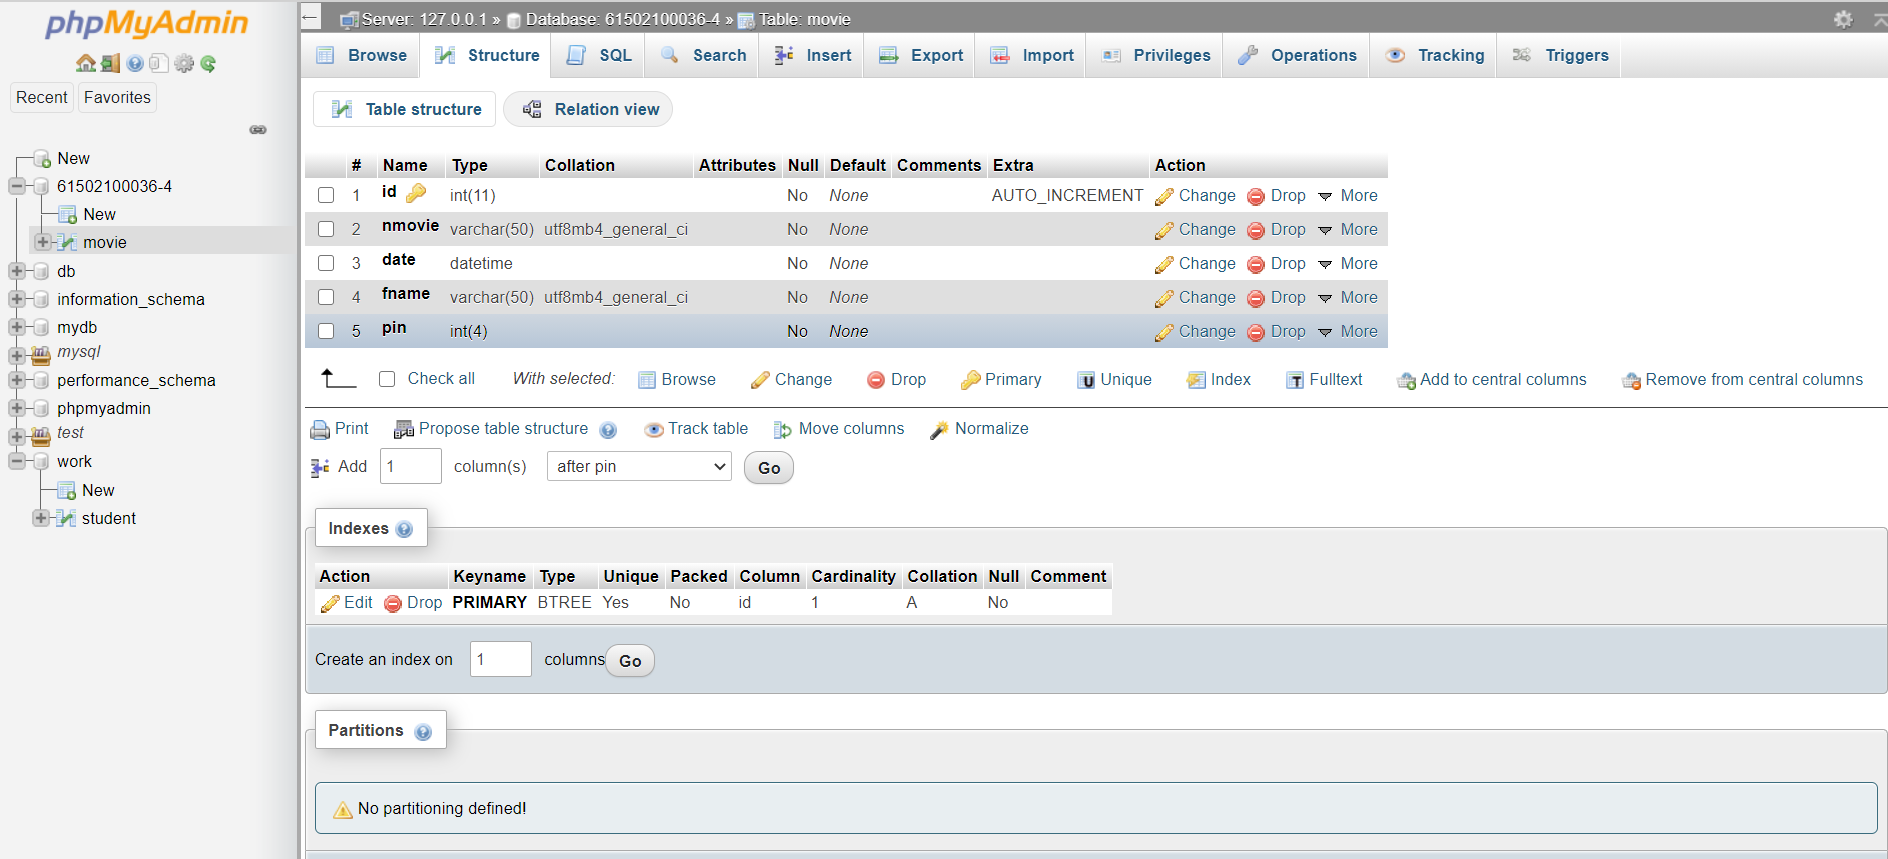 phpMyAdmin
Recent Favorites
New
61502100036-4
New
movie
db
information_schema
mydb
mysql
performance_schema
phpmyadmin
test
work
New
student
Server: 127.0.0.1 » Database: 61502100036-4 » Table: movie
Browse Structure SQL Search Insert Export Import Privileges Operations Tracking Triggers
Table structure Relation view
# Name Type Collation Attributes Null Default Comments Extra Action
1 id int(11) No None AUTO_INCREMENT Change Drop More
2 nmovie varchar(50) utf8mb4_general_ci No None Change Drop More
3 date datetime No None Change Drop More
4 fname varchar(50) utf8mb4_general_ci No None Change Drop More
5 pin int(4) No None Change Drop More
Check all With selected: Browse Change Drop Primary Unique Index Fulltext Add to central columns Remove from central columns
Print Propose table structure Track table Move columns Normalize
Add 1 column(s) after pin Go
Indexes
Action Keyname Type Unique Packed Column Cardinality Collation Null Comment
Edit Drop PRIMARY BTREE Yes No id 1 A No
Create an index on 1 columns Go
Partitions
No partitioning defined!